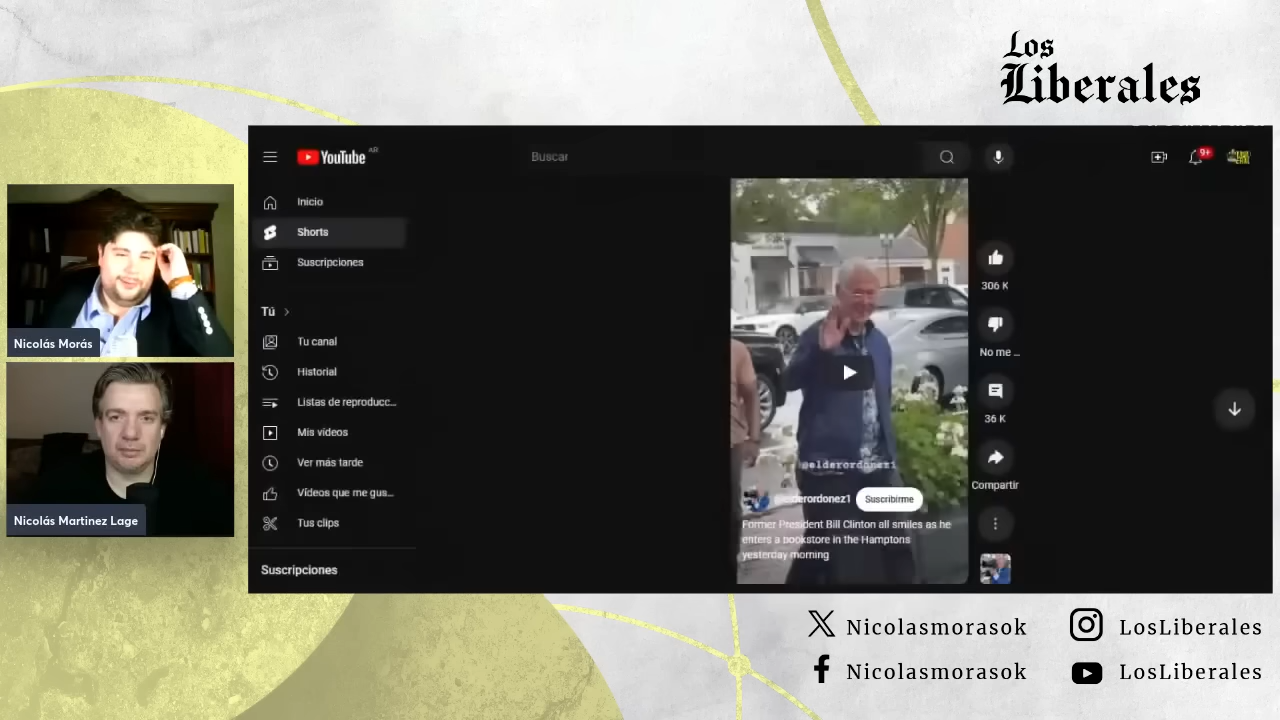 Los
Liberales
YouTube
AR
Buscar
9+
Inicio
Shorts
Suscripciones
Tú
Tu canal
Historial
Listas de reproducc...
Mis vídeos
Ver más tarde
Vídeos que me gus...
Tus clips
Suscripciones
306 K
No me ...
36 K
Compartir
@elderordonez1
@elderordonez1
Suscribirme
Former President Bill Clinton all smiles as he
enters a bookstore in the Hamptons
yesterday morning
Nicolás Morás
Nicolás Martinez Lage
Nicolasmorasok
LosLiberales
Nicolasmorasok
LosLiberales